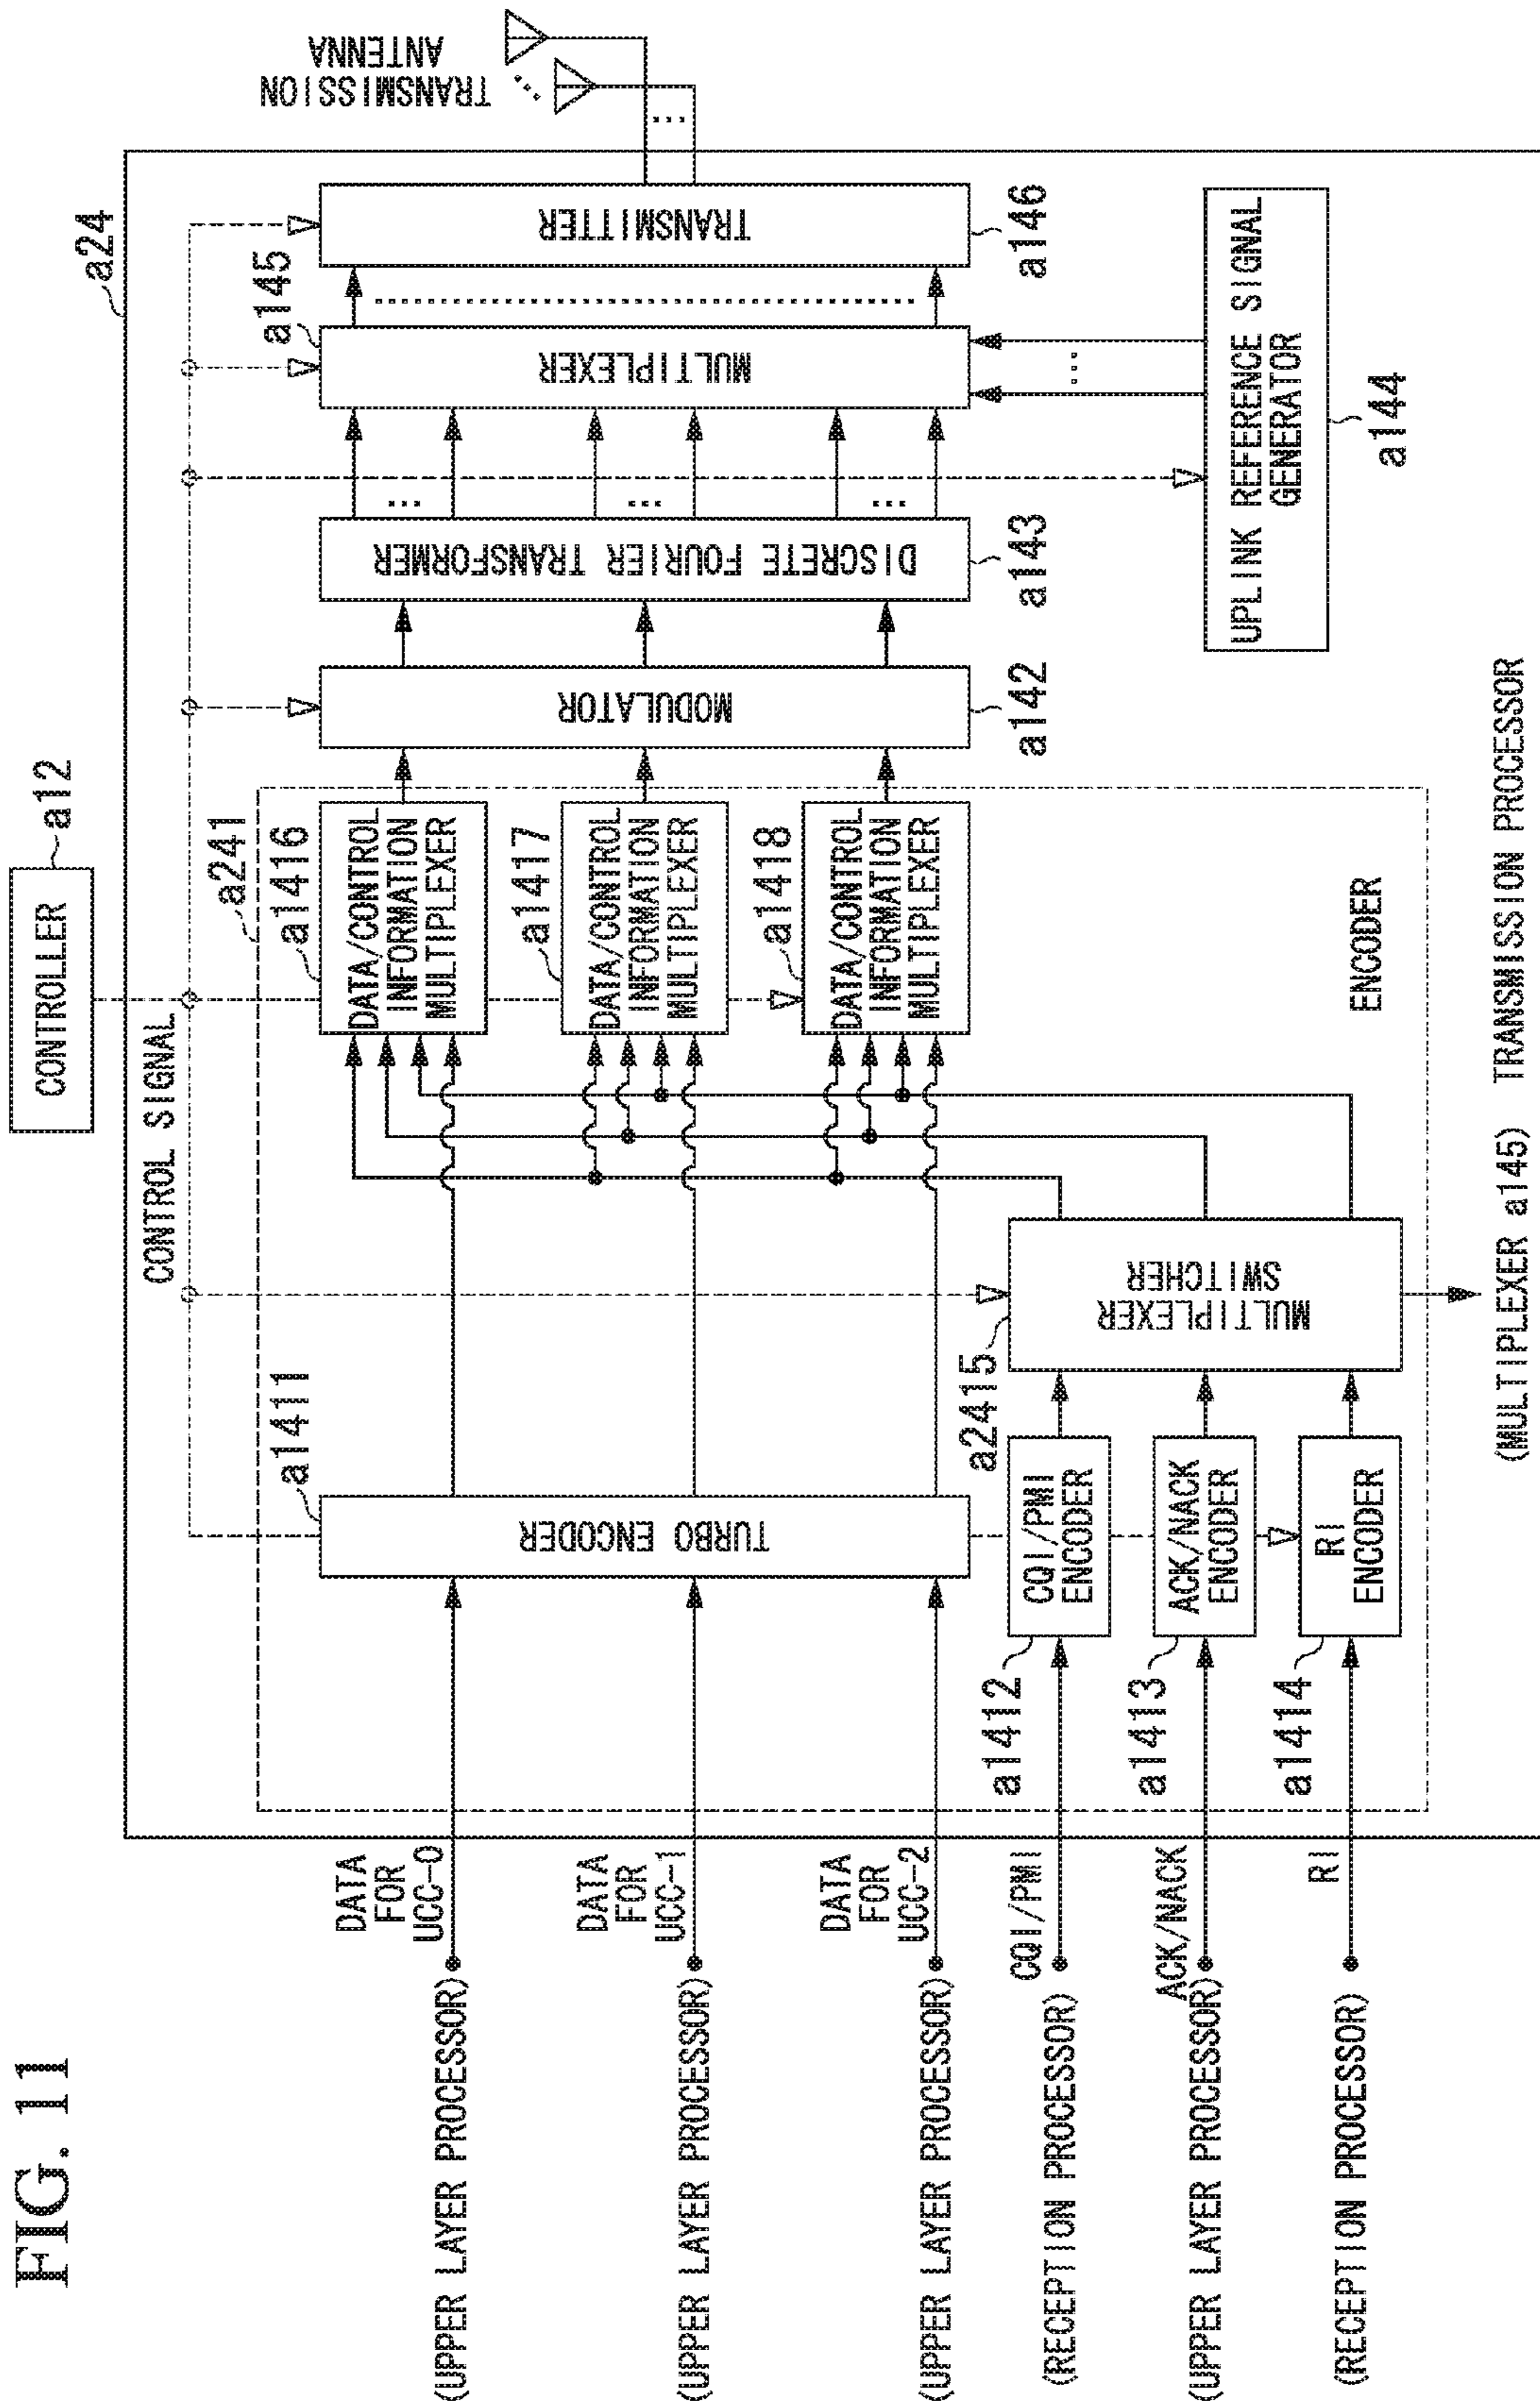 FIG. 11
CONTROLLER
a12
CONTROL SIGNAL
a24
a241
a1411
TURBO ENCODER
a1416
DATA/CONTROL
INFORMATION
MULTIPLEXER
a1417
DATA/CONTROL
INFORMATION
MULTIPLEXER
a1418
DATA/CONTROL
INFORMATION
MULTIPLEXER
MODULATOR
a142
DISCRETE FOURIER TRANSFORMER
a143
a145
MULTIPLEXER
TRANSMITTER
a146
TRANSMISSION
ANTENNA
UPLINK REFERENCE SIGNAL
GENERATOR
a144
(UPPER LAYER PROCESSOR)
DATA
FOR
UCC-0
(UPPER LAYER PROCESSOR)
DATA
FOR
UCC-1
(UPPER LAYER PROCESSOR)
DATA
FOR
UCC-2
(RECEPTION PROCESSOR)
CQI/PMI
a1412
CQI/PMI
ENCODER
(UPPER LAYER PROCESSOR)
ACK/NACK
a1413
ACK/NACK
ENCODER
(RECEPTION PROCESSOR)
RI
a1414
RI
ENCODER
a2415
MULTIPLEXER
SWITCHER
ENCODER
(MULTIPLEXER a145)
TRANSMISSION PROCESSOR